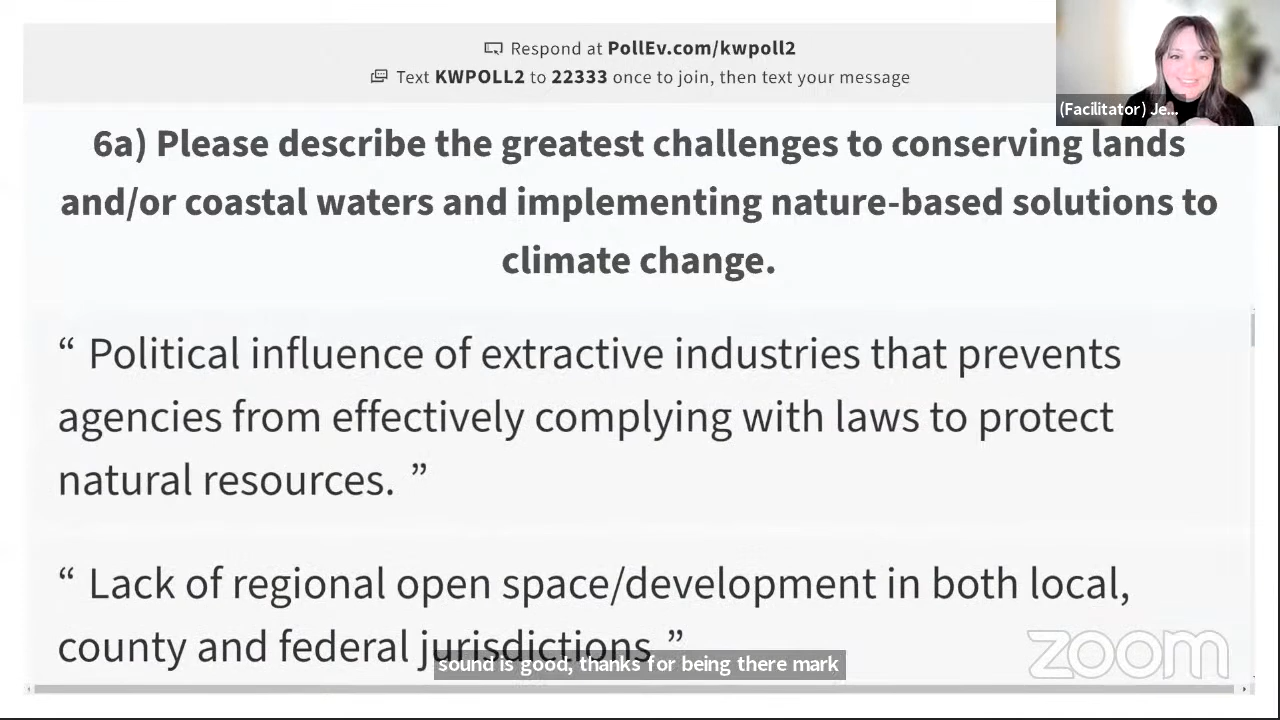 Respond at PollEv.com/kwpoll2
Text KWPOLL2 to 22333 once to join, then text your message
(Facilitator) Je...
6a) Please describe the greatest challenges to conserving lands
and/or coastal waters and implementing nature-based solutions to
climate change.
“ Political influence of extractive industries that prevents
agencies from effectively complying with laws to protect
natural resources. ”
“ Lack of regional open space/development in both local,
county and federal jurisdictions ”
sound is good, thanks for being there mark
zoom